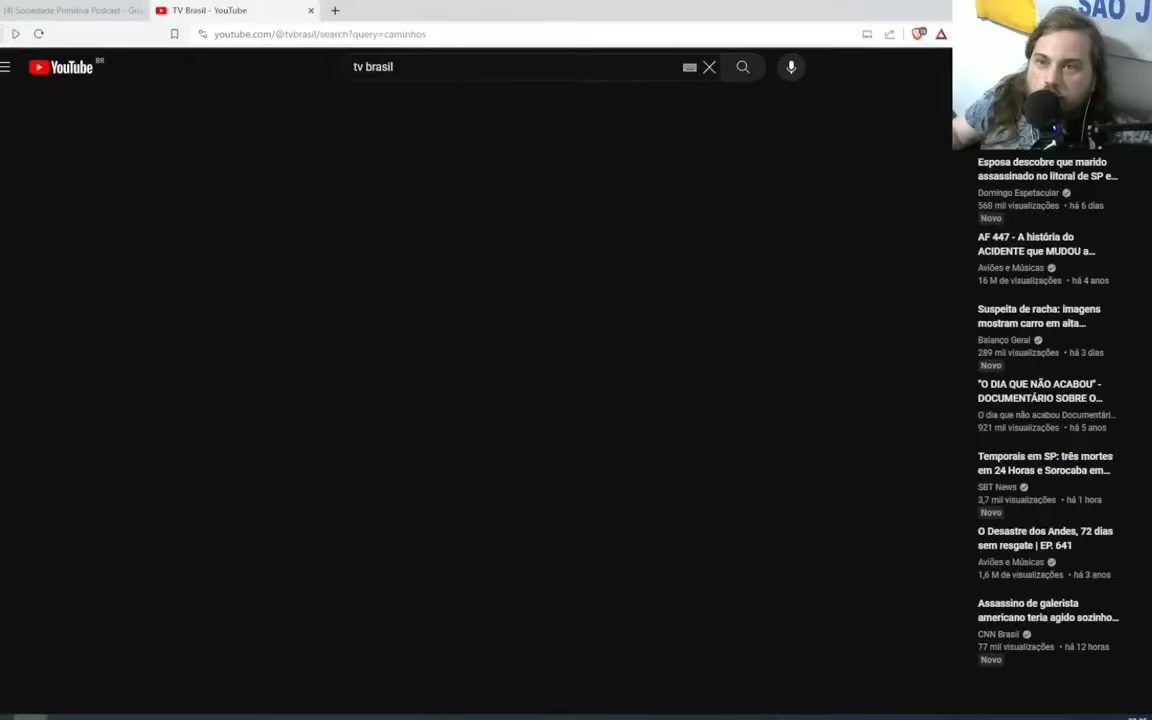 (4) Sociedade Primitiva Podcast - Gru
TV Brasil - YouTube
youtube.com/@tvbrasil/search?query=caminhos
YouTube BR
tv brasil
SÃO J
Esposa descobre que marido
assassinado no litoral de SP e...
Domingo Espetacular
568 mil visualizações • há 6 dias
Novo
AF 447 - A história do
ACIDENTE que MUDOU a...
Aviões e Músicas
16 M de visualizações • há 4 anos
Suspeita de racha: imagens
mostram carro em alta...
Balanço Geral
289 mil visualizações • há 3 dias
Novo
"O DIA QUE NÃO ACABOU" -
DOCUMENTÁRIO SOBRE O...
O dia que não acabou Documentári...
921 mil visualizações • há 5 anos
Temporais em SP: três mortes
em 24 Horas e Sorocaba em...
SBT News
3,7 mil visualizações • há 1 hora
Novo
O Desastre dos Andes, 72 dias
sem resgate | EP. 641
Aviões e Músicas
1,6 M de visualizações • há 3 anos
Assassino de galerista
americano teria agido sozinho...
CNN Brasil
77 mil visualizações • há 12 horas
Novo